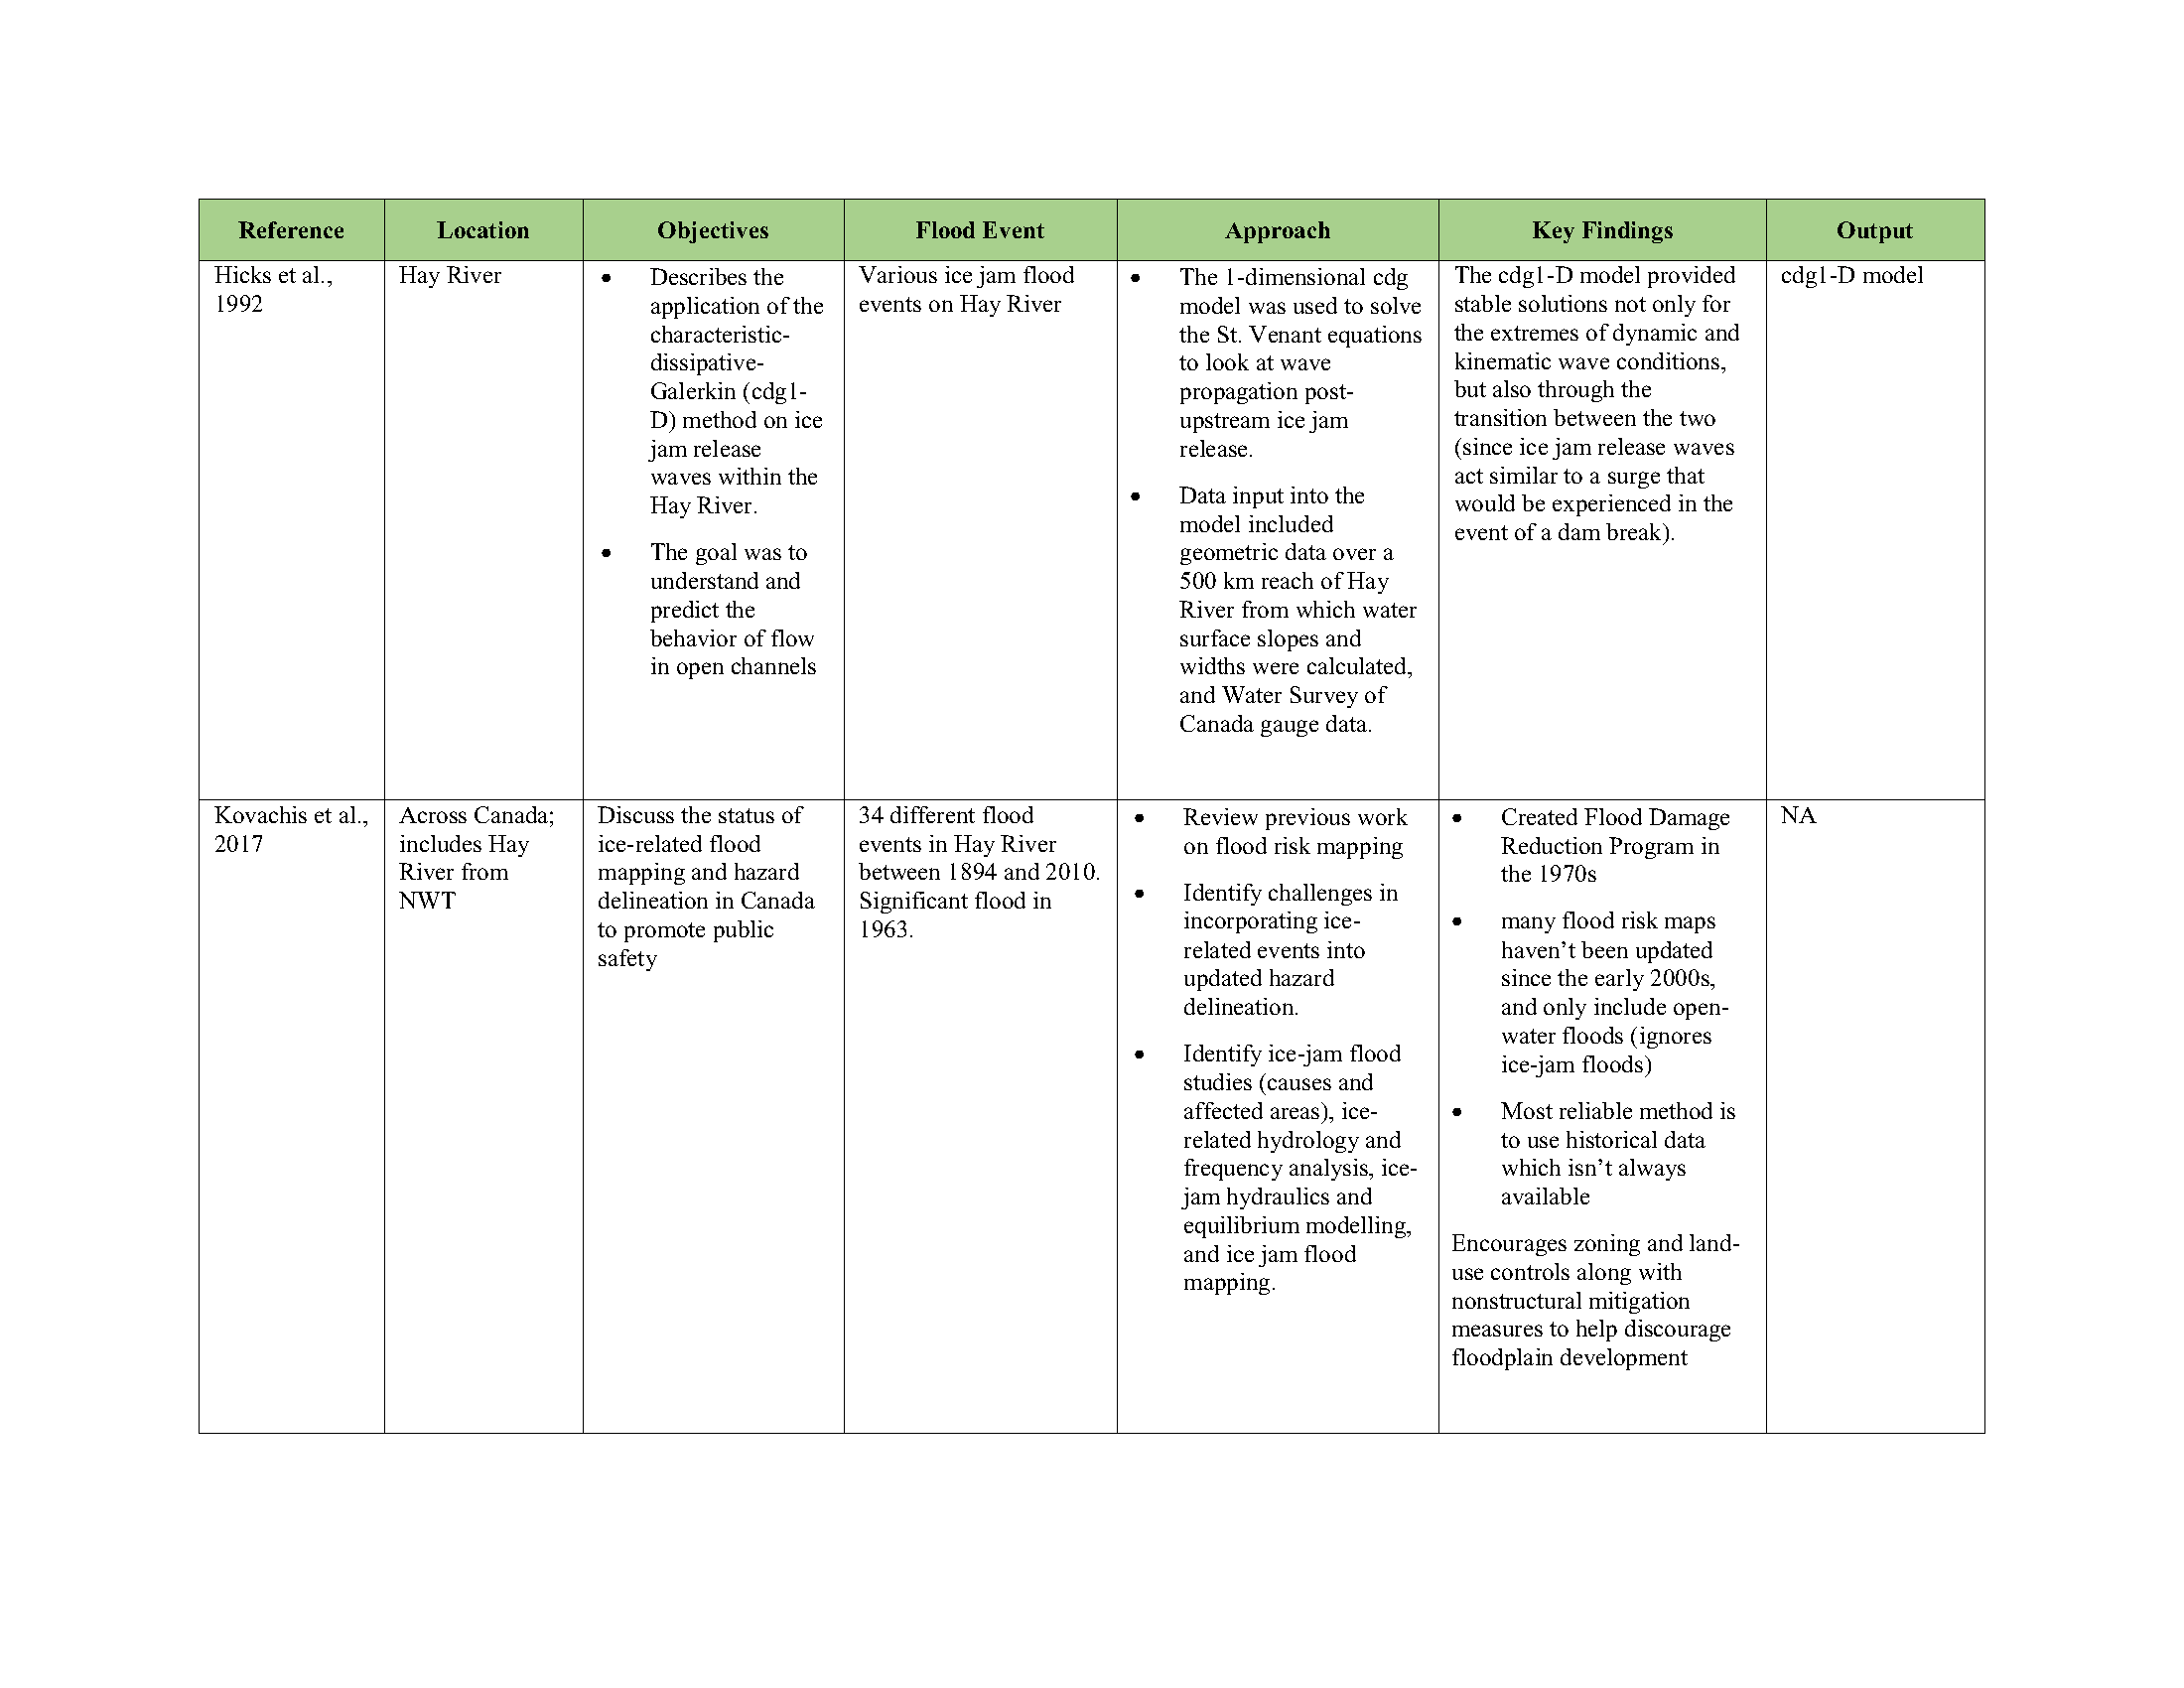 Reference
Location
Objectives
Flood Event
Approach
Key Findings
Output
Hicks et al.,
1992
Hay River
• Describes the
application of the
characteristic-
dissipative-
Galerkin (cdg1-
D) method on ice
jam release
waves within the
Hay River.
• The goal was to
understand and
predict the
behavior of flow
in open channels
Various ice jam flood
events on Hay River
• The 1-dimensional cdg
model was used to solve
the St. Venant equations
to look at wave
propagation post-
upstream ice jam
release.
• Data input into the
model included
geometric data over a
500 km reach of Hay
River from which water
surface slopes and
widths were calculated,
and Water Survey of
Canada gauge data.
The cdg1-D model provided
stable solutions not only for
the extremes of dynamic and
kinematic wave conditions,
but also through the
transition between the two
(since ice jam release waves
act similar to a surge that
would be experienced in the
event of a dam break).
cdg1-D model
Kovachis et al.,
2017
Across Canada;
includes Hay
River from
NWT
Discuss the status of
ice-related flood
mapping and hazard
delineation in Canada
to promote public
safety
34 different flood
events in Hay River
between 1894 and 2010.
Significant flood in
1963.
• Review previous work
on flood risk mapping
• Identify challenges in
incorporating ice-
related events into
updated hazard
delineation.
• Identify ice-jam flood
studies (causes and
affected areas), ice-
related hydrology and
frequency analysis, ice-
jam hydraulics and
equilibrium modelling,
and ice jam flood
mapping.
• Created Flood Damage
Reduction Program in
the 1970s
• many flood risk maps
haven’t been updated
since the early 2000s,
and only include open-
water floods (ignores
ice-jam floods)
• Most reliable method is
to use historical data
which isn’t always
available
Encourages zoning and land-
use controls along with
nonstructural mitigation
measures to help discourage
floodplain development
NA